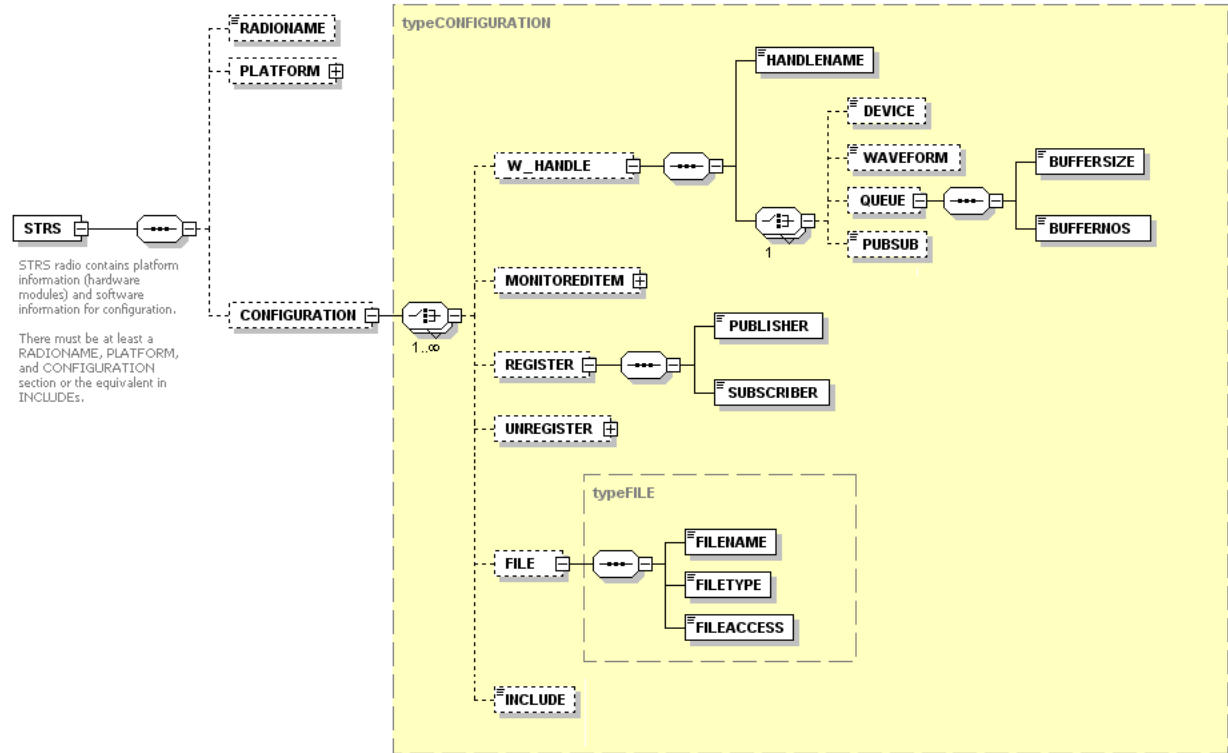 typeCONFIGURATION
RADIONAME
PLATFORM
HANDLENAME
DEVICE
_W_HANDLE
WAVEFORM
BUFFERSIZE
QUEUE
STRS
BUFFERNOS
1
PUBSUB
STRS radio contains platform
information (hardware
modules) and software
information for configuration.
There must be at least a
RADIONAME, PLATFORM,
and CONFIGURATION
section or the equivalent in
INCLUDEs.
MONITOREDITEM
CONFIGURATION
1..∞
PUBLISHER
REGISTER
SUBSCRIBER
UNREGISTER
typeFILE
FILENAME
FILE
FILETYPE
FILEACCESS
INCLUDE